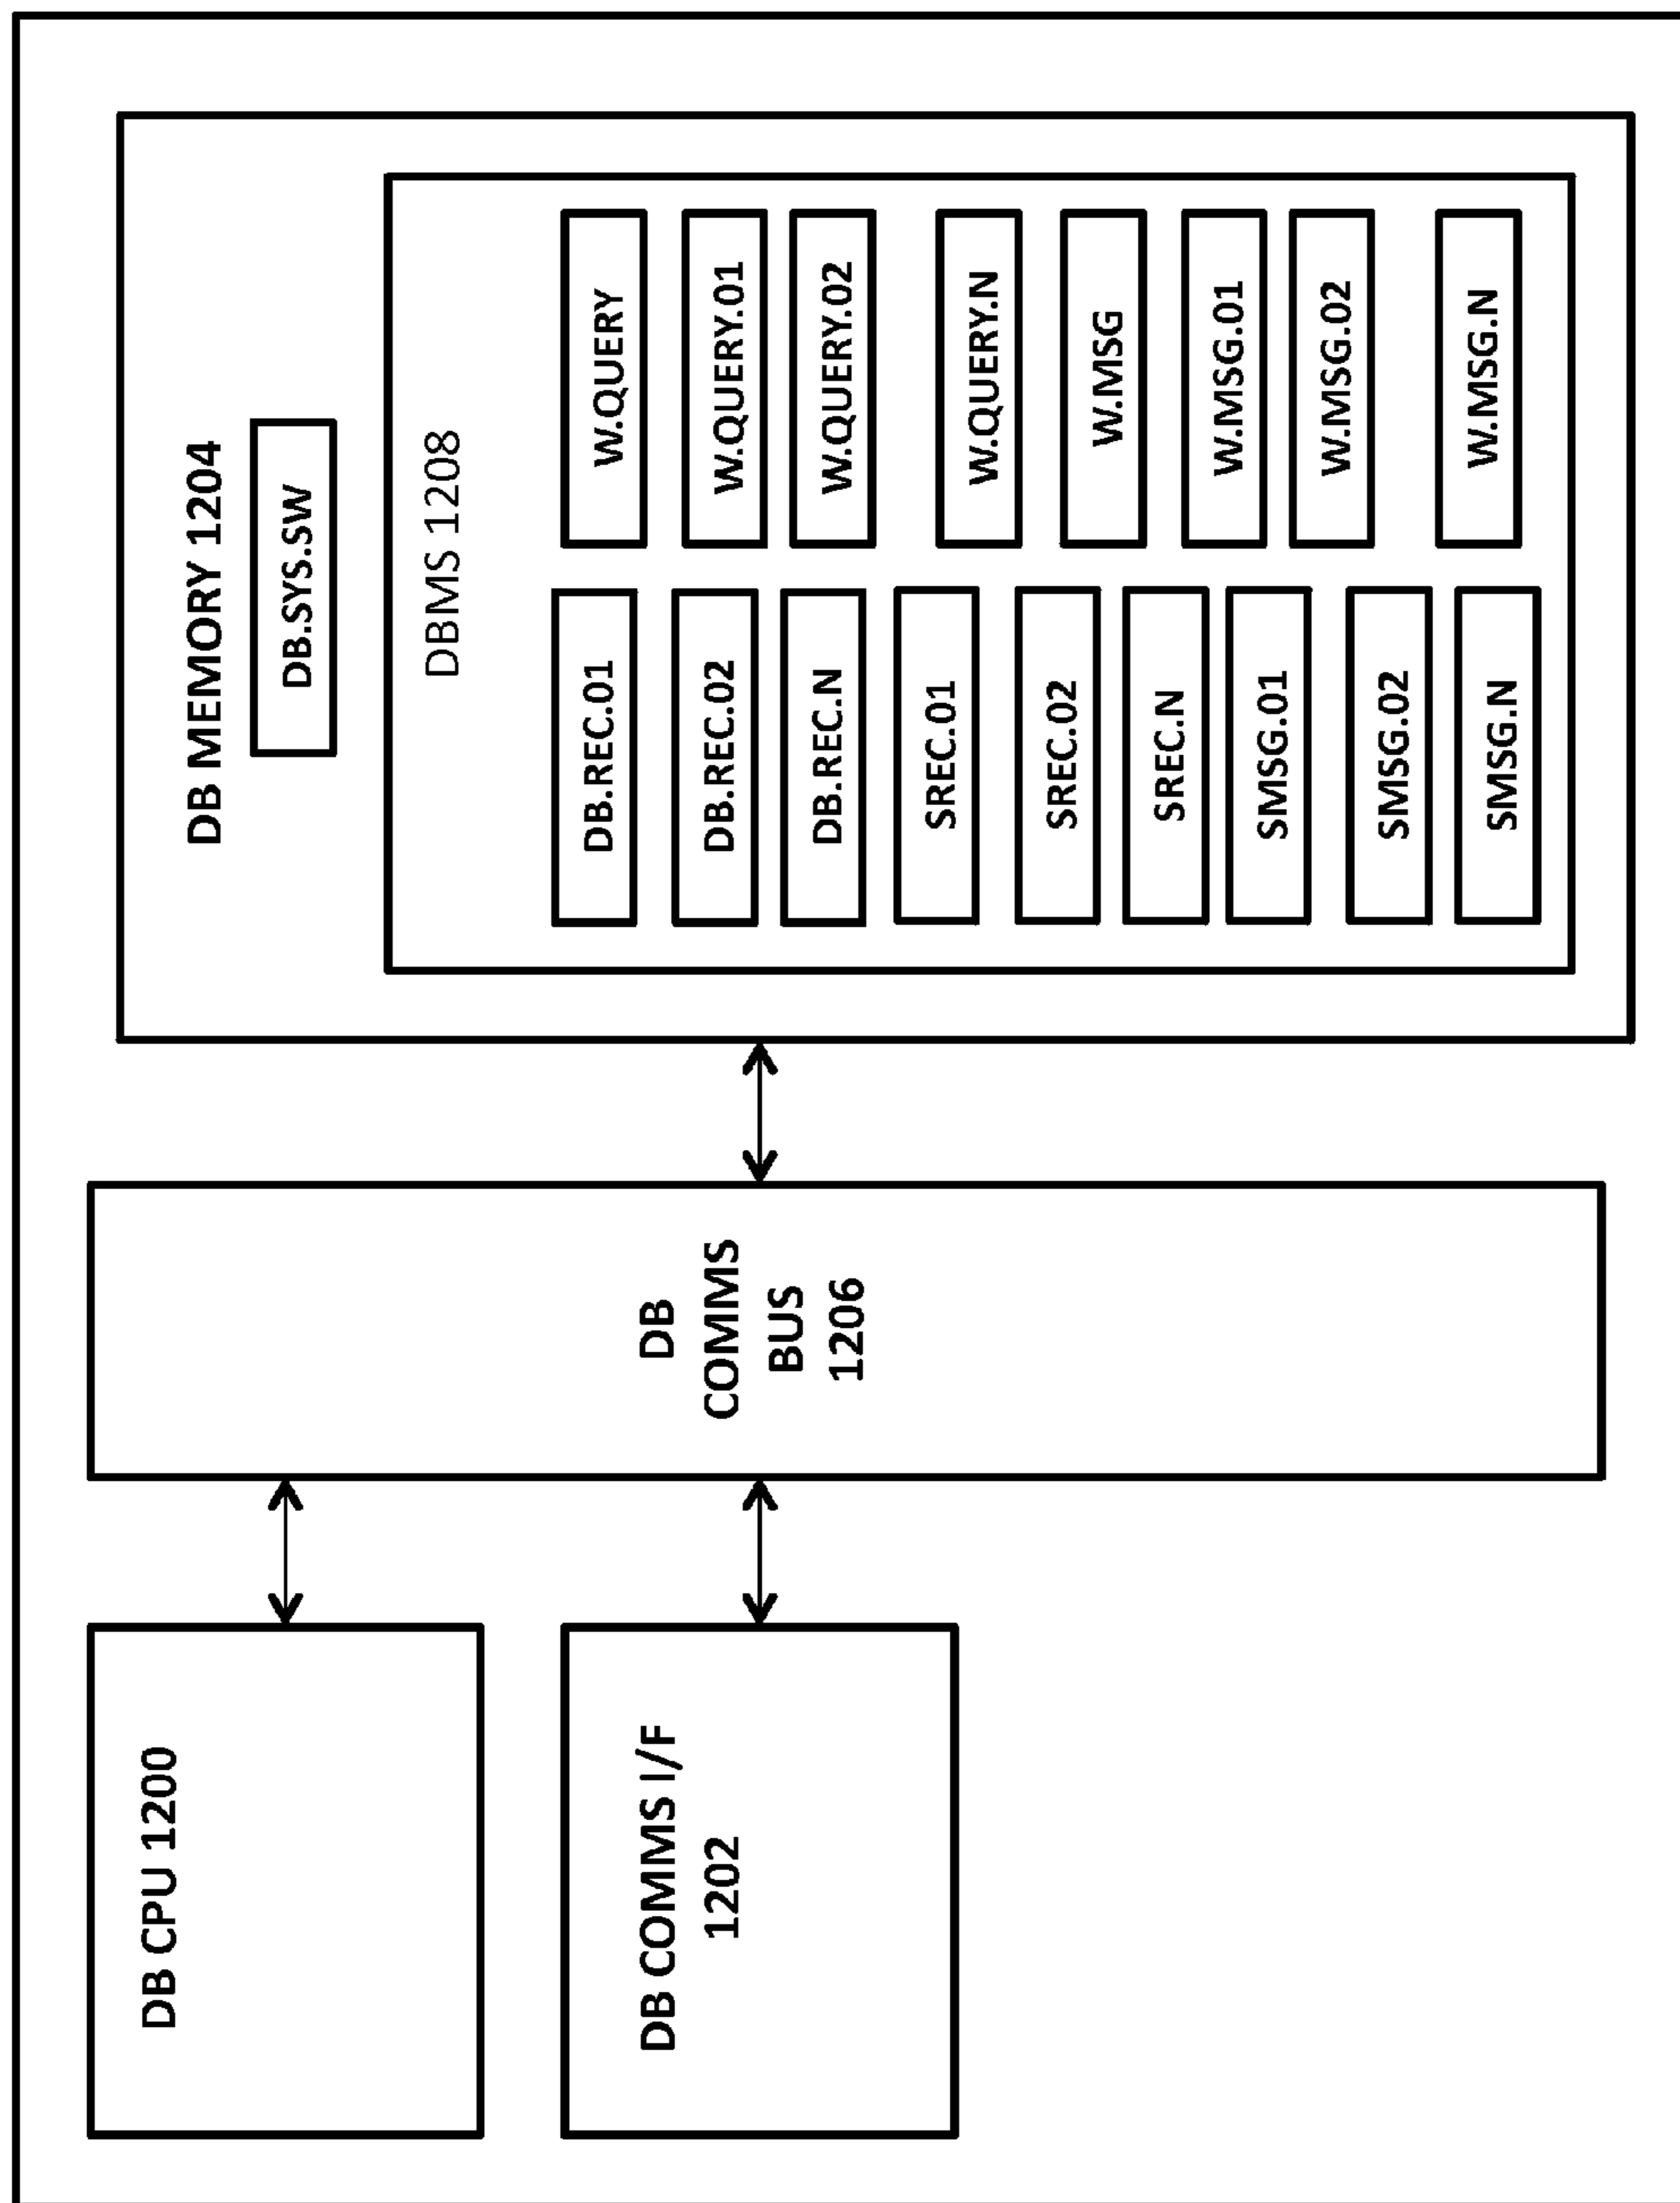 DB CPU 1200
DB COMMS I/F
1202
DB
COMMS
BUS
1206
DB MEMORY 1204
DB.SYS.SW
DBMS 1208
DB.REC.01
DB.REC.02
DB.REC.N
SREC.01
SREC.02
SREC.N
SMSG.01
SMSG.02
SMSG.N
W.QUERY
W.QUERY.01
W.QUERY.02
W.QUERY.N
W.MSG
W.MSG.01
W.MSG.02
W.MSG.N